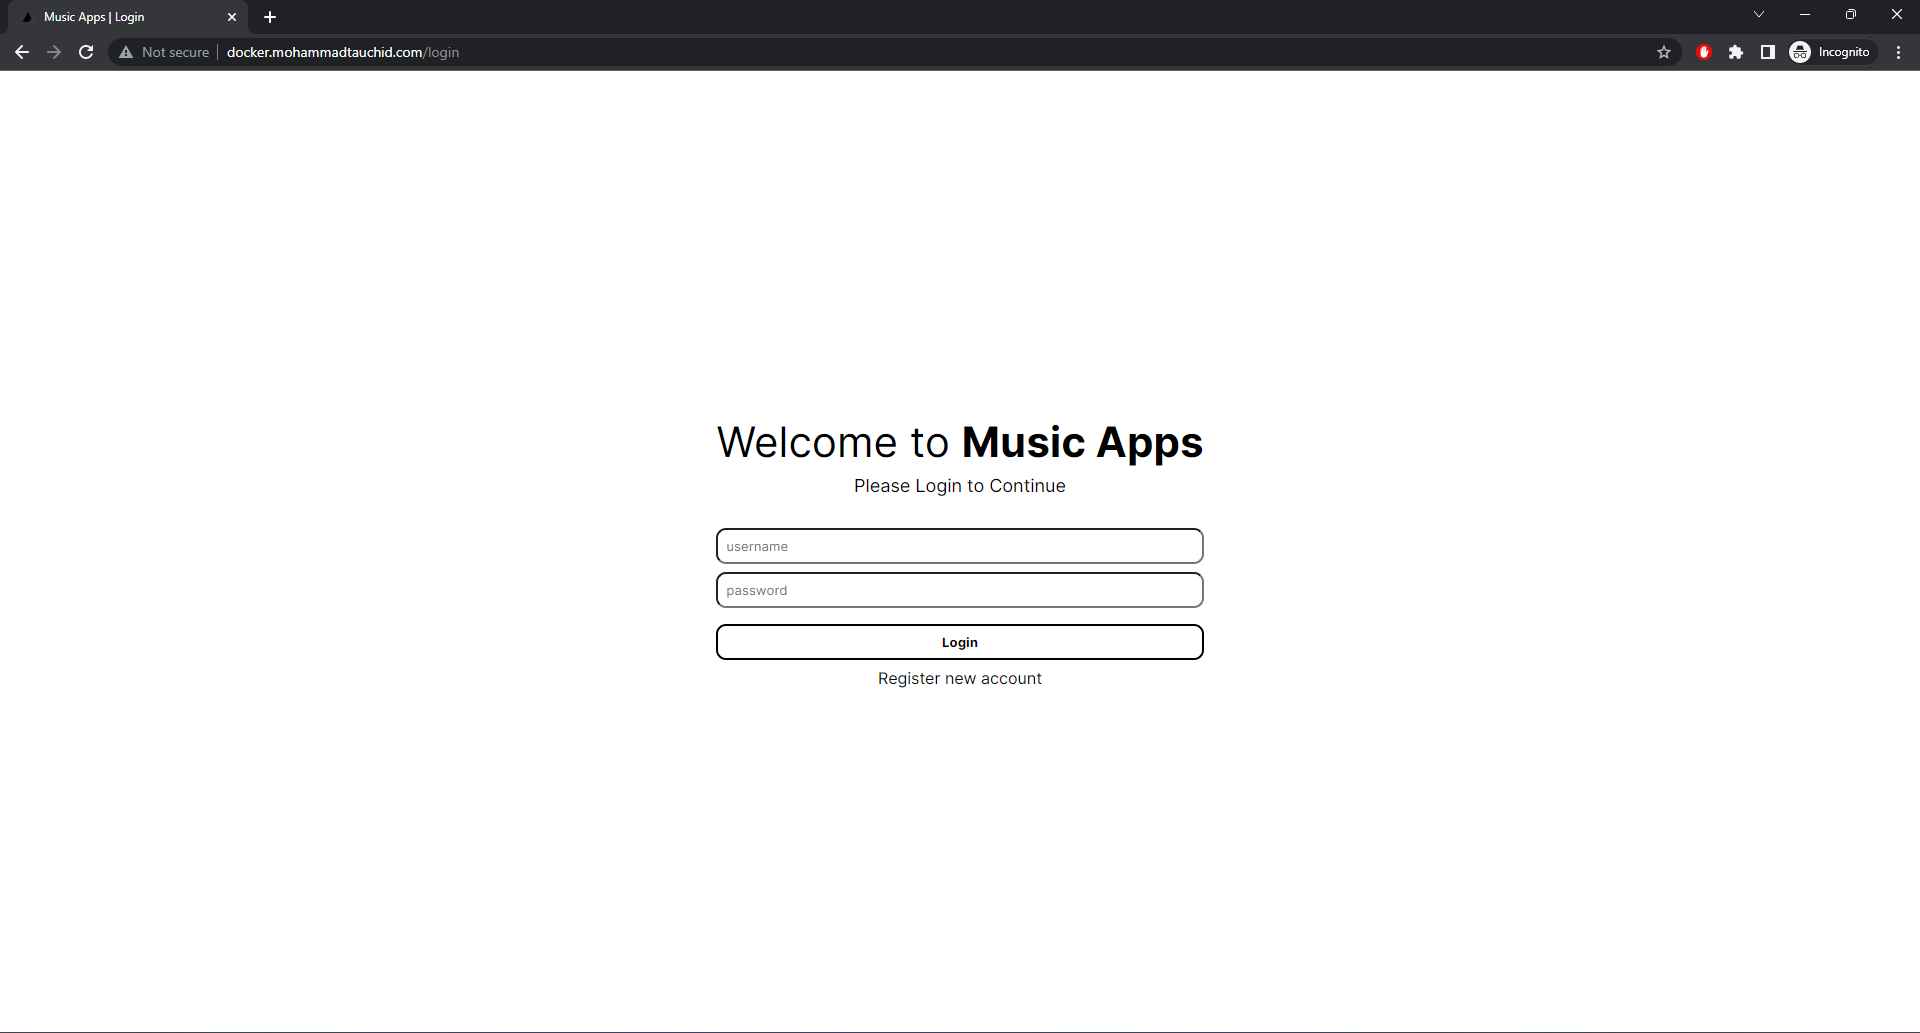 Music Apps | Login
Not secure
docker.mohammadtauchid.com/login
Incognito
Welcome to Music Apps
Please Login to Continue
username
password
Login
Register new account